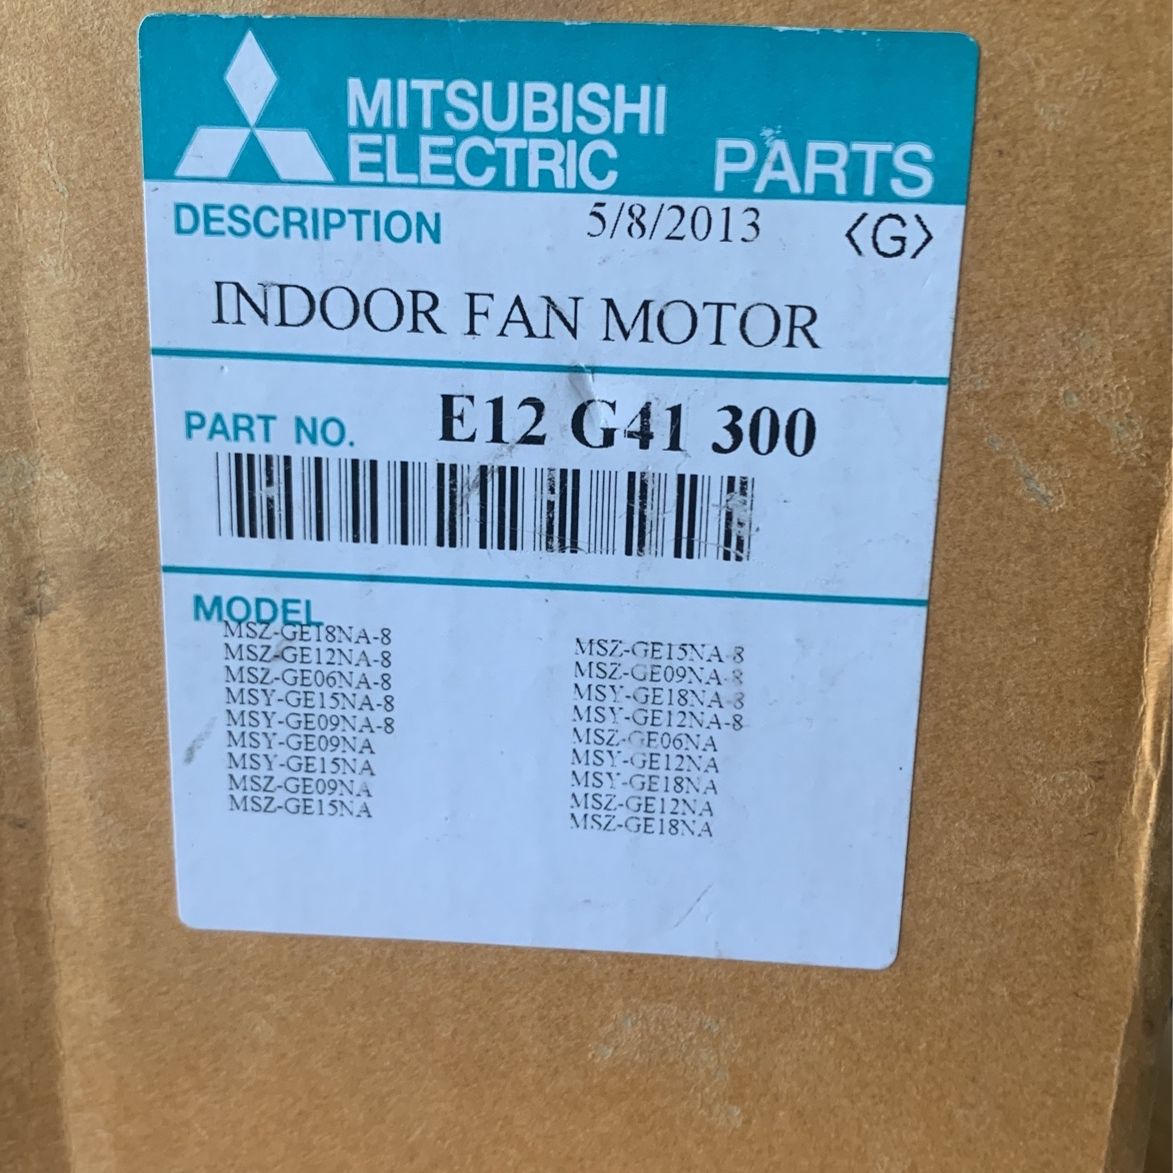 MITSUBISHI
ELECTRIC PARTS
DESCRIPTION 5/8/2013 〈G〉
INDOOR FAN MOTOR
PART NO. E12 G41 300
MODEL
MSZ-GE18NA-8
MSZ-GE12NA-8
MSZ-GE06NA-8
MSY-GE15NA-8
MSY-GE09NA-8
MSY-GE09NA
MSY-GE15NA
MSZ-GE09NA
MSZ-GE15NA
MSZ-GE15NA-8
MSZ-GE09NA-8
MSY-GE18NA-8
MSY-GE12NA-8
MSZ-GE06NA
MSY-GE12NA
MSY-GE18NA
MSZ-GE12NA
MSZ-GE18NA